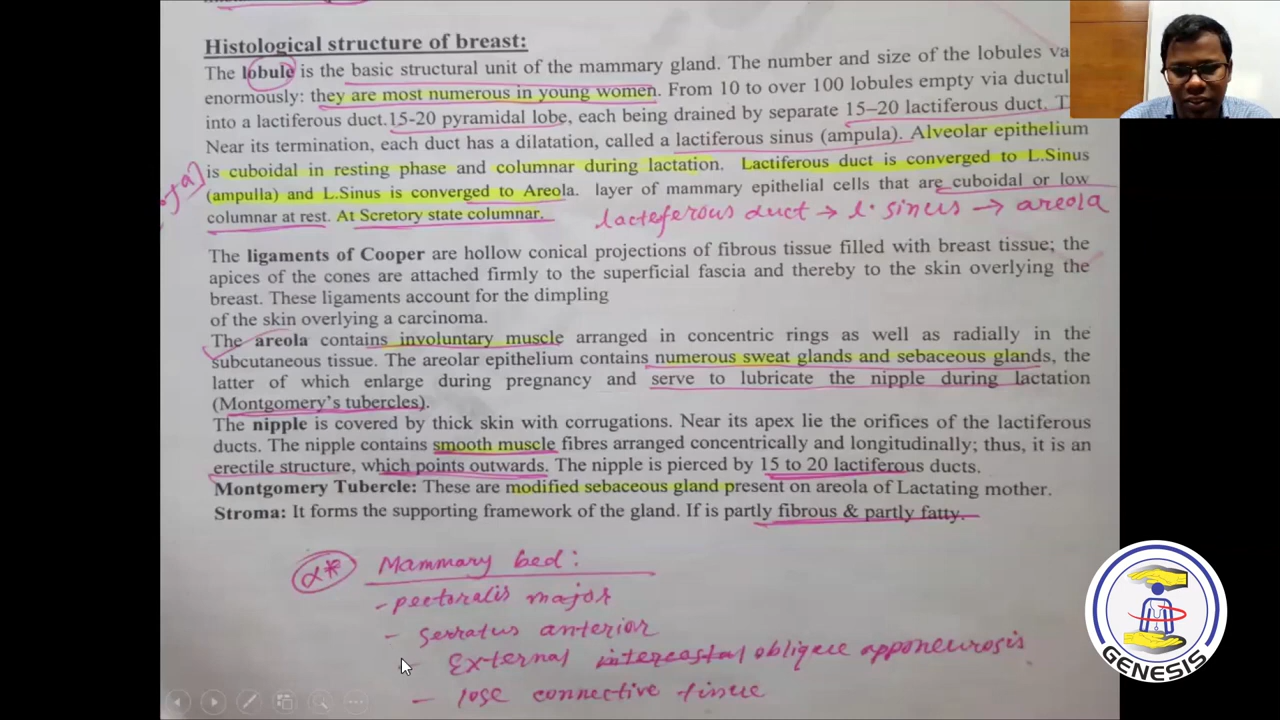 Histological structure of breast:
The lobule is the basic structural unit of the mammary gland. The number and size of the lobules va
enormously: they are most numerous in young women. From 10 to over 100 lobules empty via ductul
into a lactiferous duct.15-20 pyramidal lobe, each being drained by separate 15–20 lactiferous duct. T
Near its termination, each duct has a dilatation, called a lactiferous sinus (ampula). Alveolar epithelium
is cuboidal in resting phase and columnar during lactation. Lactiferous duct is converged to L.Sinus
(ampulla) and L.Sinus is converged to Areola. layer of mammary epithelial cells that are cuboidal or low
columnar at rest. At Scretory state columnar.
lacteferous duct → l. sinus → areola
The ligaments of Cooper are hollow conical projections of fibrous tissue filled with breast tissue; the
apices of the cones are attached firmly to the superficial fascia and thereby to the skin overlying the
breast. These ligaments account for the dimpling
of the skin overlying a carcinoma.
The areola contains involuntary muscle arranged in concentric rings as well as radially in the
subcutaneous tissue. The areolar epithelium contains numerous sweat glands and sebaceous glands, the
latter of which enlarge during pregnancy and serve to lubricate the nipple during lactation
(Montgomery's tubercles).
The nipple is covered by thick skin with corrugations. Near its apex lie the orifices of the lactiferous
ducts. The nipple contains smooth muscle fibres arranged concentrically and longitudinally; thus, it is an
erectile structure, which points outwards. The nipple is pierced by 15 to 20 lactiferous ducts.
Montgomery Tubercle: These are modified sebaceous gland present on areola of Lactating mother.
Stroma: It forms the supporting framework of the gland. If is partly fibrous & partly fatty.
Mammary bed:
- pectoralis major
- Serratus anterior
- External intercostal oblique apponeurosis
- lose connective tissue
GENESIS